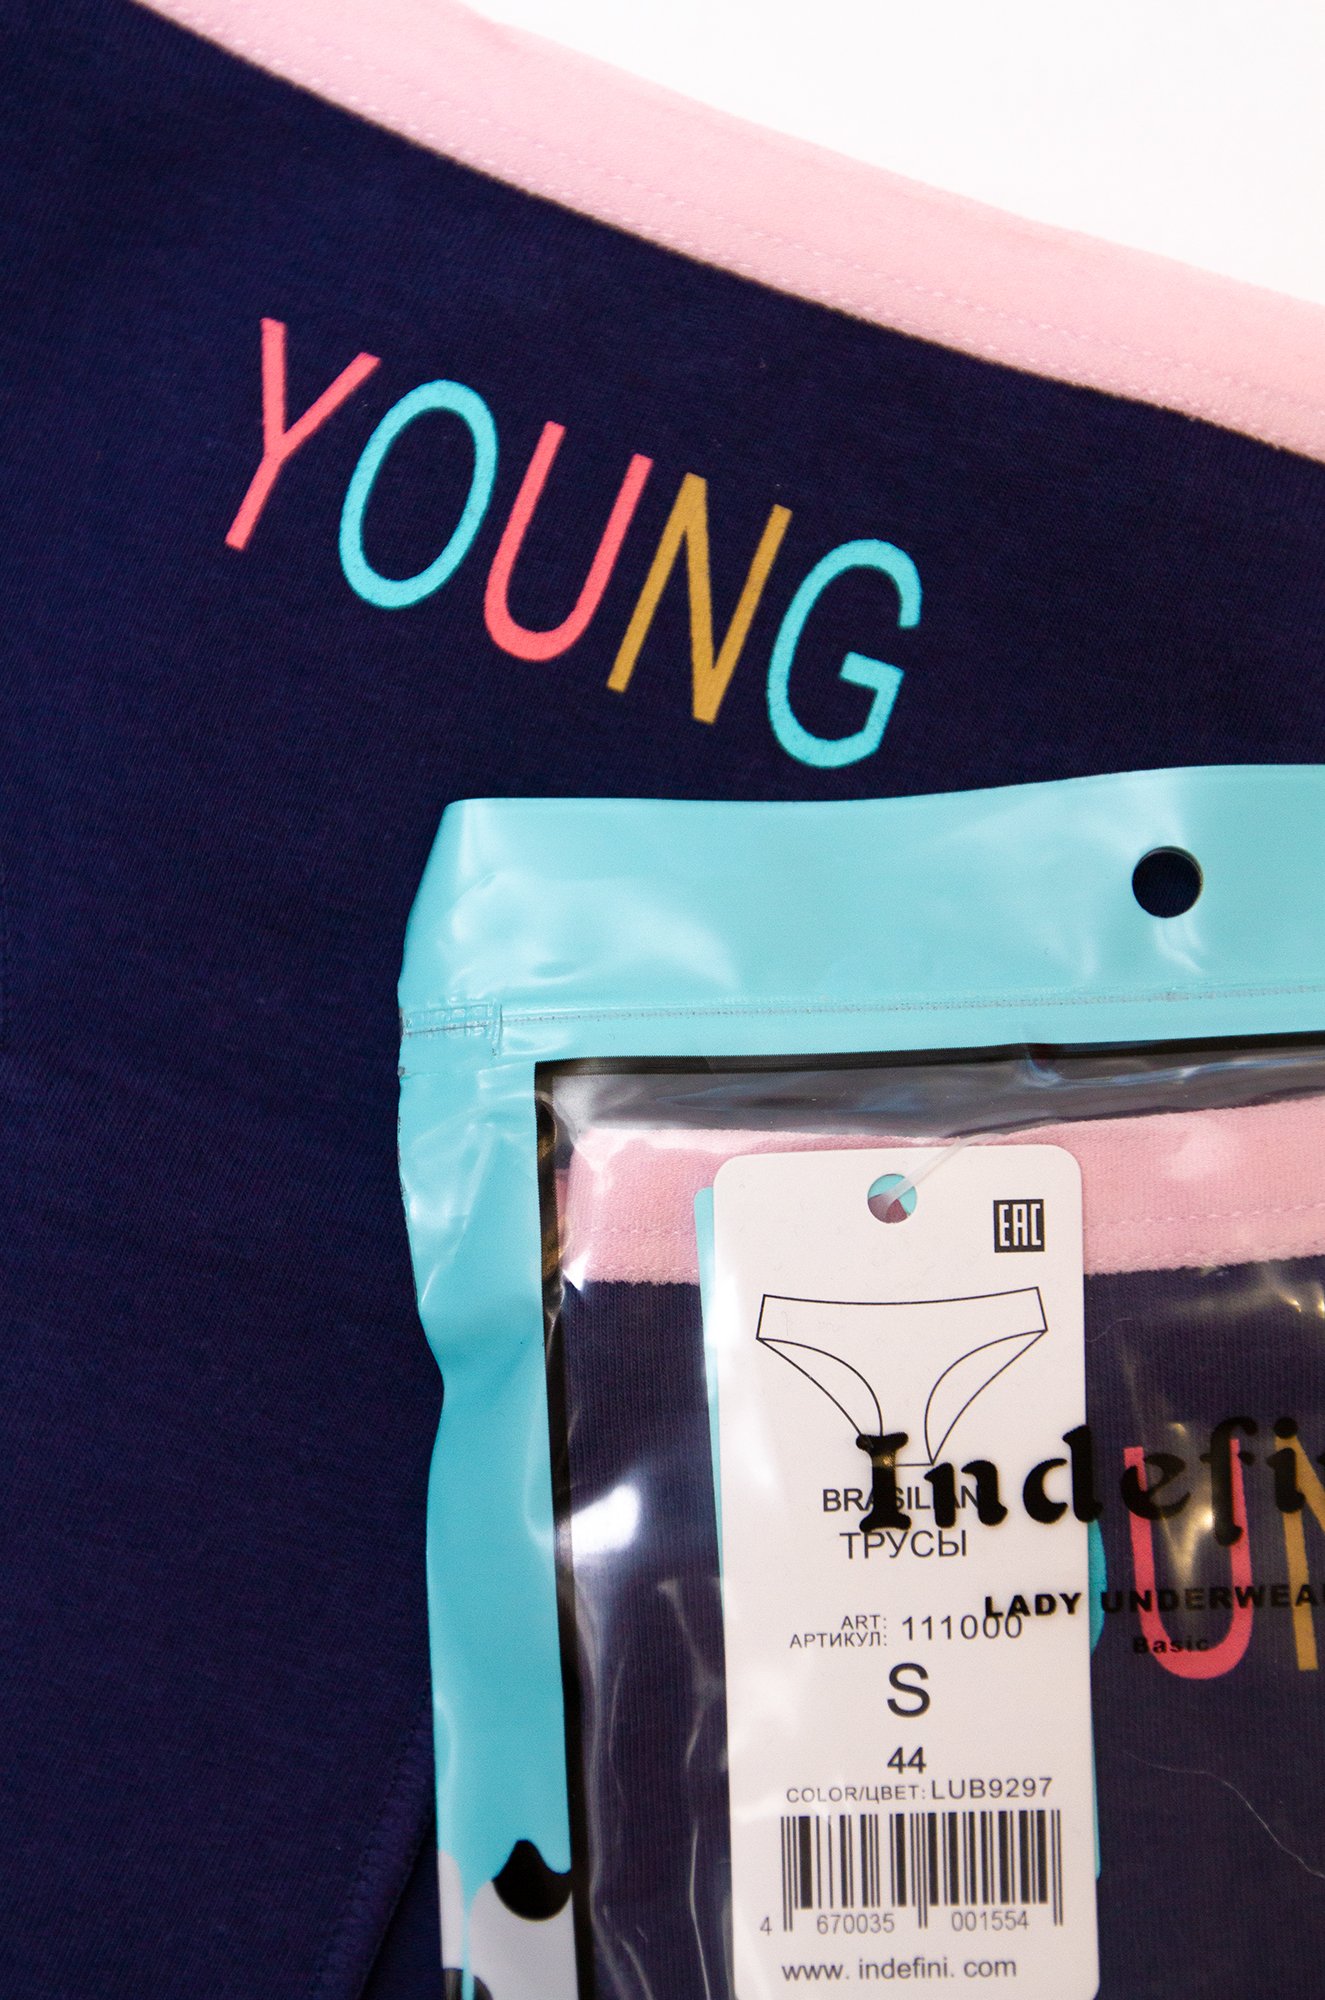 YOUNG
EAC
Indefi
BRASILIAN
ТРУСЫ
LADY UNDERWEA
Basic
UN
ART:
АРТИКУЛ: 111000
S
44
COLOR/ЦВЕТ: LUB9297
4 670035 001554
www. indefini. com